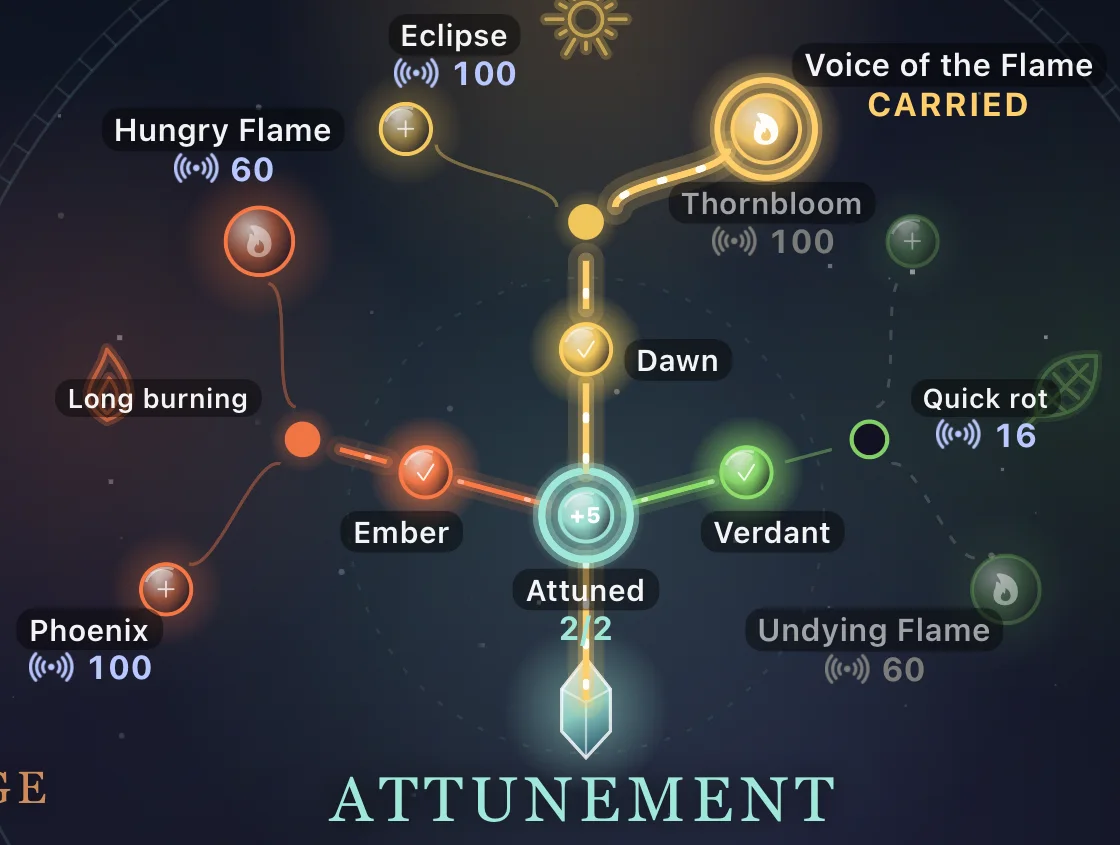 Eclipse
100
Voice of the Flame
CARRIED
Hungry Flame
60
Thornbloom
100
Dawn
Long burning
Quick rot
16
+5
Ember
Verdant
Attuned
2/2
Phoenix
100
Undying Flame
60
GE
ATTUNEMENT